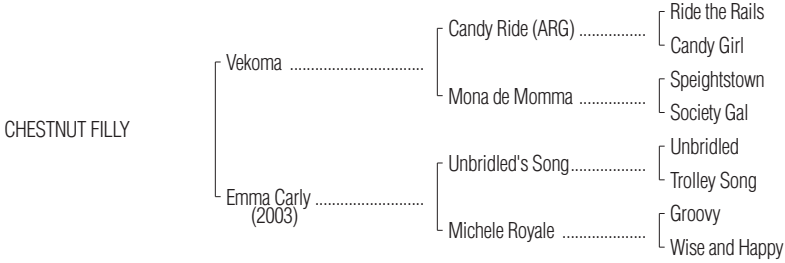 CHESTNUT FILLY
Vekoma ................................
Emma Carly ..........................
(2003)
Candy Ride (ARG) ................
Mona de Momma ................
Unbridled's Song..................
Michele Royale ....................
Ride the Rails
Candy Girl
Speightstown
Society Gal
Unbridled
Trolley Song
Groovy
Wise and Happy